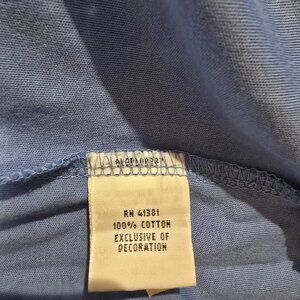 RN 41381
100% COTTON
EXCLUSIVE OF
DECORATION